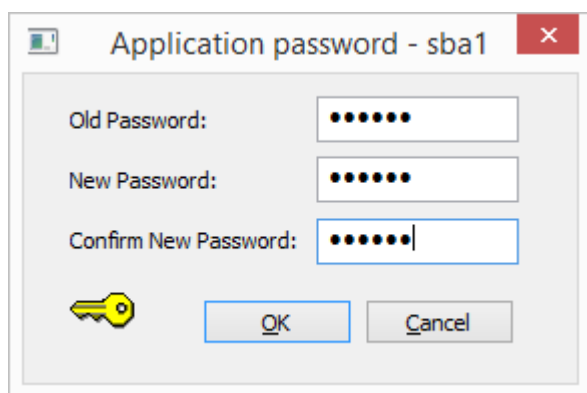 Application password - sba1
Old Password: ●●●●●●
New Password: ●●●●●●
Confirm New Password: ●●●●●●
OK Cancel